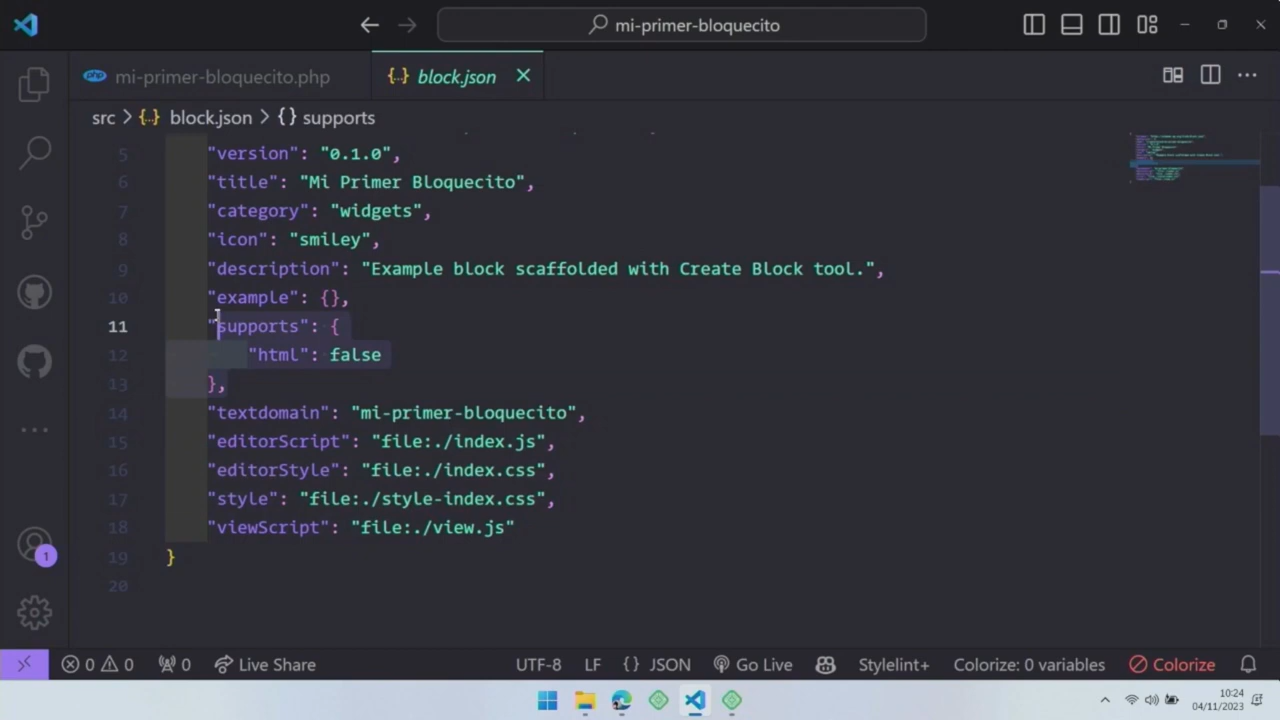 mi-primer-bloquecito
mi-primer-bloquecito.php
block.json
src > block.json > {} supports
5 "version": "0.1.0",
6 "title": "Mi Primer Bloquecito",
7 "category": "widgets",
8 "icon": "smiley",
9 "description": "Example block scaffolded with Create Block tool.",
10 "example": {},
11 "supports": {
12 "html": false
13 },
14 "textdomain": "mi-primer-bloquecito",
15 "editorScript": "file:./index.js",
16 "editorStyle": "file:./index.css",
17 "style": "file:./style-index.css",
18 "viewScript": "file:./view.js"
19 }
20
1
0 0 0 Live Share UTF-8 LF {} JSON Go Live Stylelint+ Colorize: 0 variables Colorize
10:24
04/11/2023